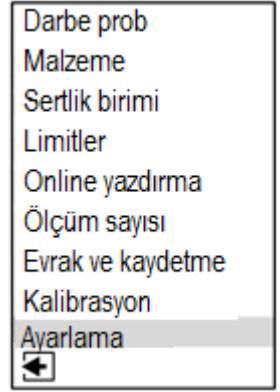 Darbe prob
Malzeme
Sertlik birimi
Limitler
Online yazdırma
Ölçüm sayısı
Evrak ve kaydetme
Kalibrasyon
Ayarlama